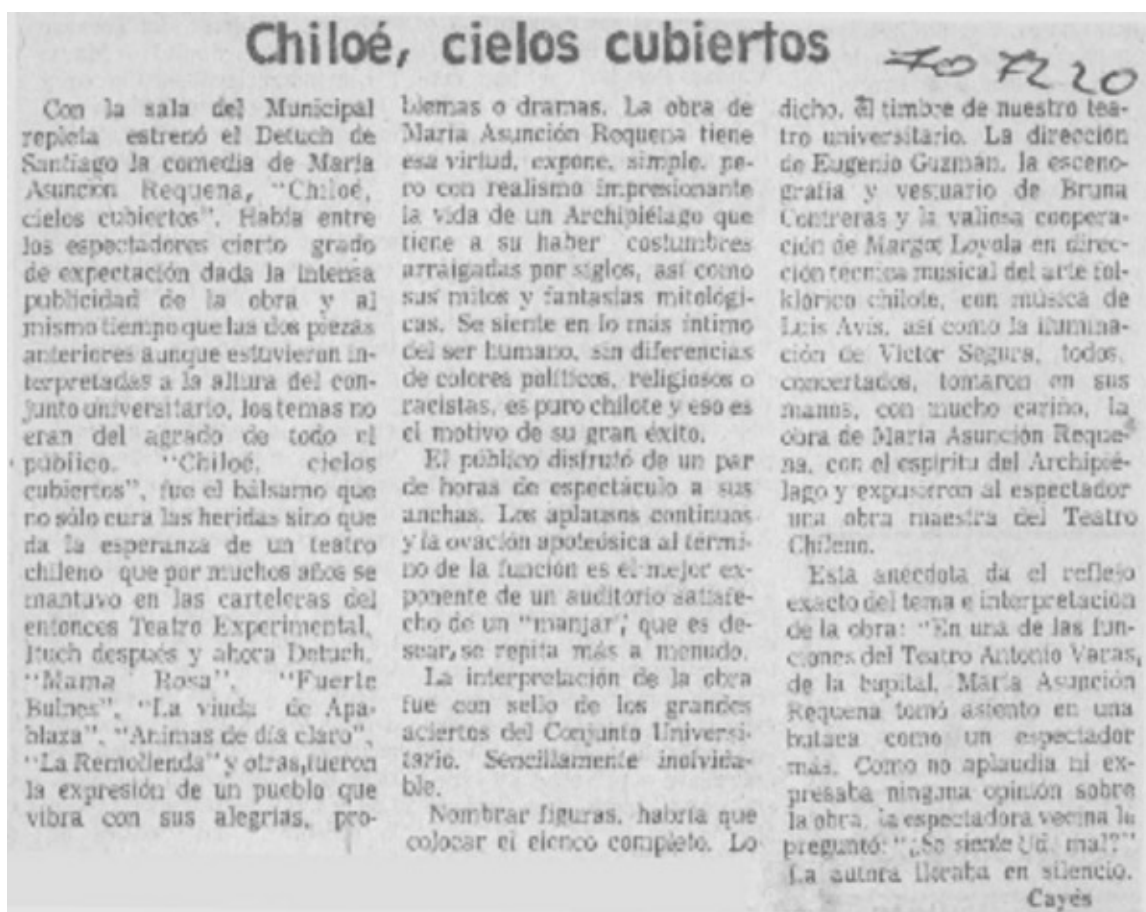 Chiloé, cielos cubiertos
707220
Con la sala del Municipal
repleta estrenó el Detuch de
Santiago la comedia de María
Asunción Requena, "Chiloé,
cielos cubiertos". Había entre
los espectadores cierto grado
de expectación dada la intensa
publicidad de la obra y al
mismo tiempo que las dos piezas
anteriores aunque estuvieron in-
terpretadas a la altura del con-
junto universitario, los temas no
eran del agrado de todo el
público. "Chiloé, cielos
cubiertos", fue el bálsamo que
no sólo cura las heridas sino que
da la esperanza de un teatro
chileno que por muchos años se
mantuvo en las carteleras del
entonces Teatro Experimental,
Ituch después y ahora Detuch.
"Mama Rosa", "Fuerte
Bulnes", "La viuda de Apa-
blaza", "Animas de día claro",
"La Remolienda" y otras, fueron
la expresión de un pueblo que
vibra con sus alegrías, pro-
blemas o dramas. La obra de
María Asunción Requena tiene
esa virtud, expone, simple, pe-
ro con realismo impresionante
la vida de un Archipiélago que
tiene a su haber costumbres
arraigadas por siglos, así como
sus mitos y fantasías mitológi-
cas. Se siente en lo más íntimo
del ser humano, sin diferencias
de colores políticos, religiosos o
racistas, es puro chilote y eso es
el motivo de su gran éxito.
El público disfrutó de un par
de horas de espectáculo a sus
anchas. Los aplausos continuos
y la ovación apoteósica al térmi-
no de la función es el mejor ex-
ponente de un auditorio satisfe-
cho de un "manjar", que es de-
sear, se repita más a menudo.
La interpretación de la obra
fue con sello de los grandes
aciertos del Conjunto Universi-
tario. Sencillamente inolvida-
ble.
Nombrar figuras, habría que
colocar el elenco completo. Lo
dicho, el timbre de nuestro tea-
tro universitario. La dirección
de Eugenio Guzmán, la esceno-
grafía y vestuario de Bruna
Contreras y la valiosa coopera-
ción de Margot Loyola en direc-
ción técnica musical del arte fol-
klórico chilote, con música de
Luis Avis, así como la ilumina-
ción de Víctor Segura, todos,
concertados, tomaron en sus
manos, con mucho cariño, la
obra de María Asunción Reque-
na, con el espíritu del Archipié-
lago y expusieron al espectador
una obra maestra del Teatro
Chileno.
Esta anécdota da el reflejo
exacto del tema e interpretación
de la obra: "En una de las fun-
ciones del Teatro Antonio Varas,
de la capital, María Asunción
Requena tomó asiento en una
butaca como un espectador
más. Como no aplaudía ni ex-
presaba ninguna opinión sobre
la obra, la espectadora vecina le
preguntó: "¿Se siente Ud. mal?"
La autora lloraba en silencio.
Cayés